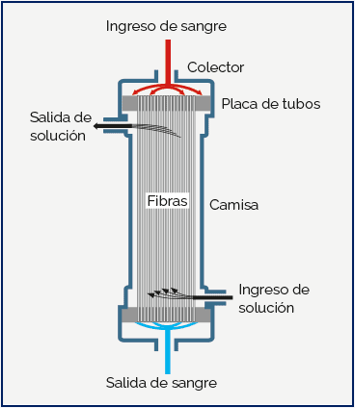 Ingreso de sangre
Colector
Placa de tubos
Salida de
solución
Fibras
Camisa
Ingreso de
solución
Salida de sangre